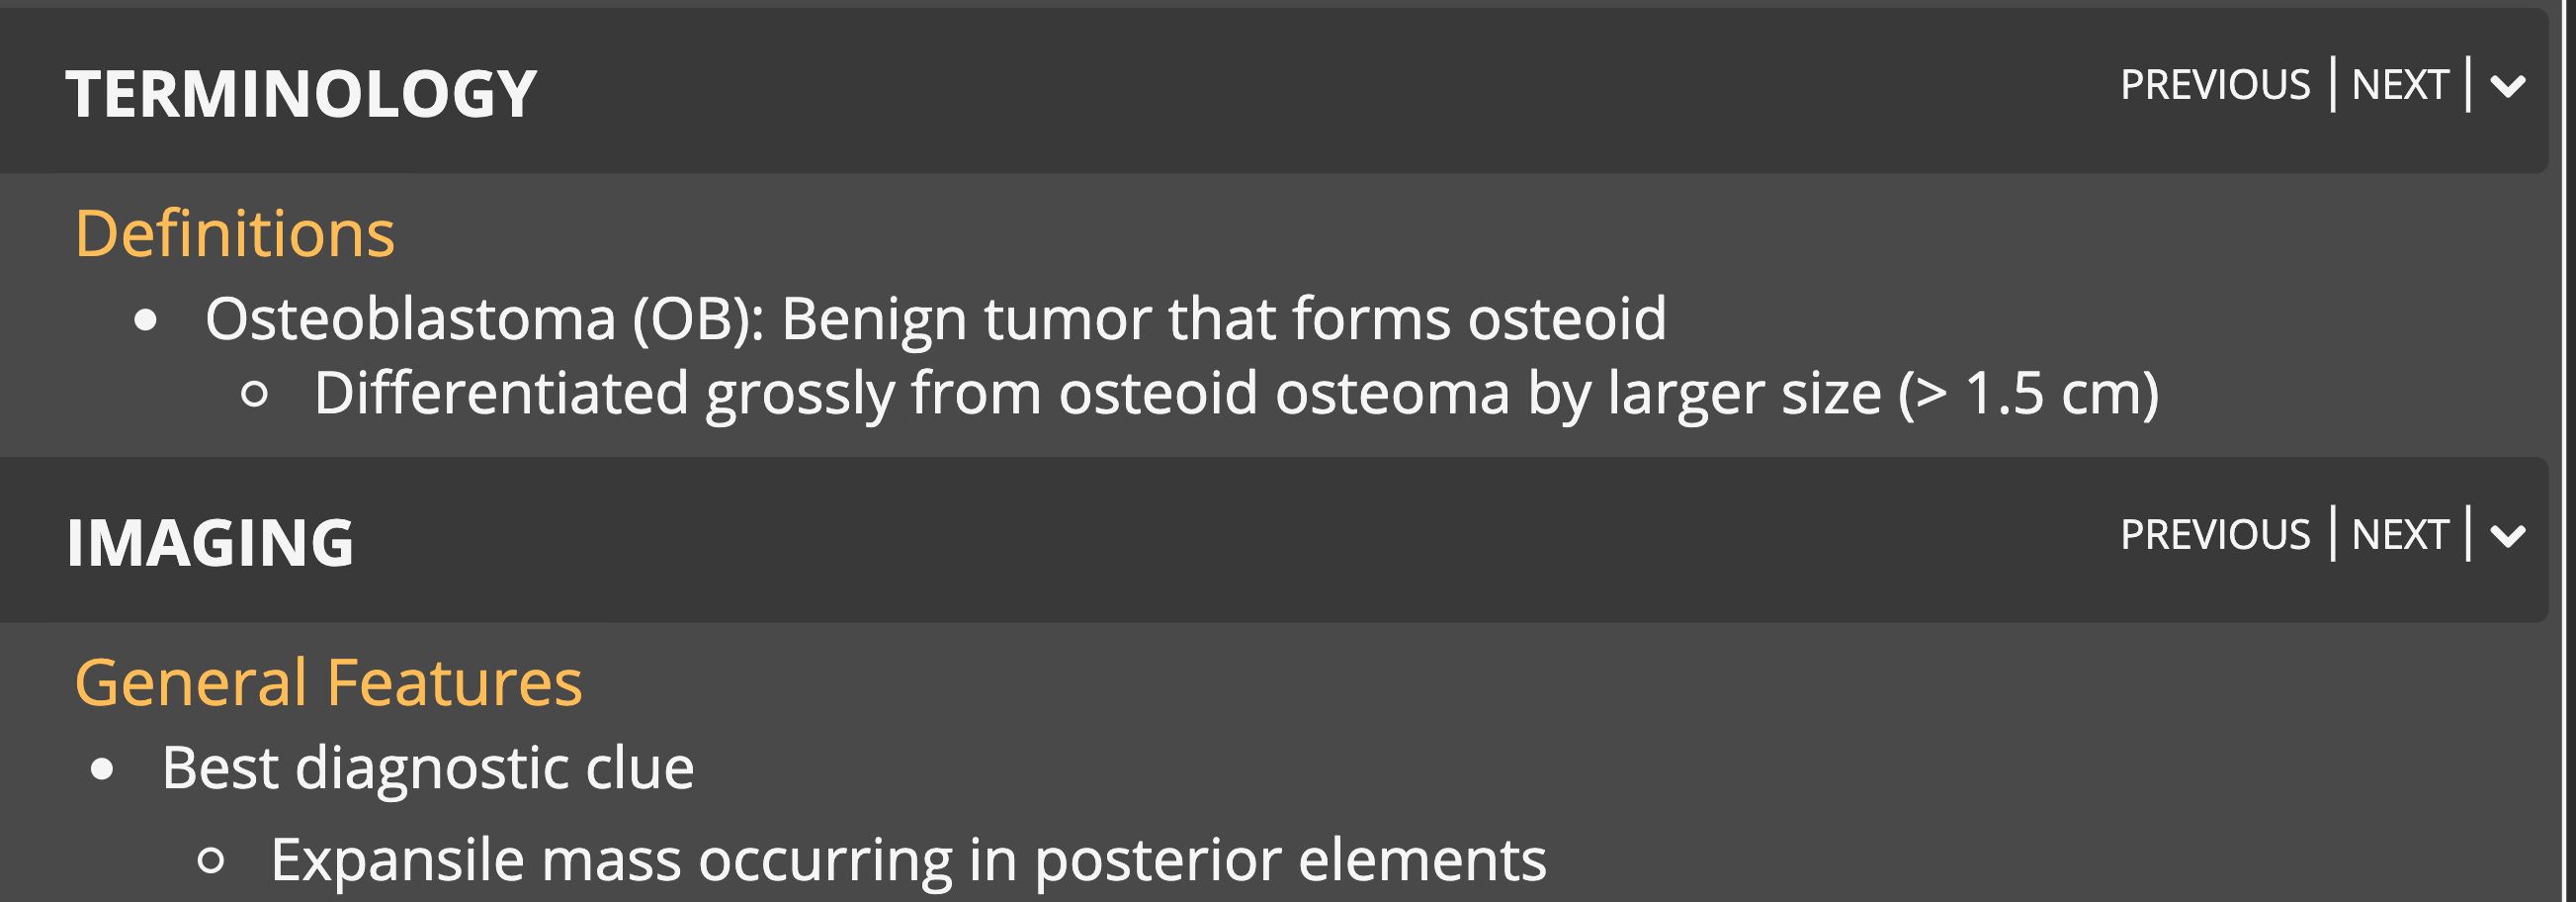 TERMINOLOGY PREVIOUS | NEXT |
Definitions
• Osteoblastoma (OB): Benign tumor that forms osteoid
○ Differentiated grossly from osteoid osteoma by larger size (> 1.5 cm)
IMAGING PREVIOUS | NEXT |
General Features
• Best diagnostic clue
○ Expansile mass occurring in posterior elements